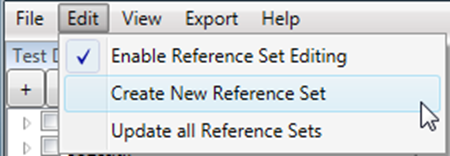 File Edit View Export Help
Test D
✓ Enable Reference Set Editing
+ Create New Reference Set
Update all Reference Sets